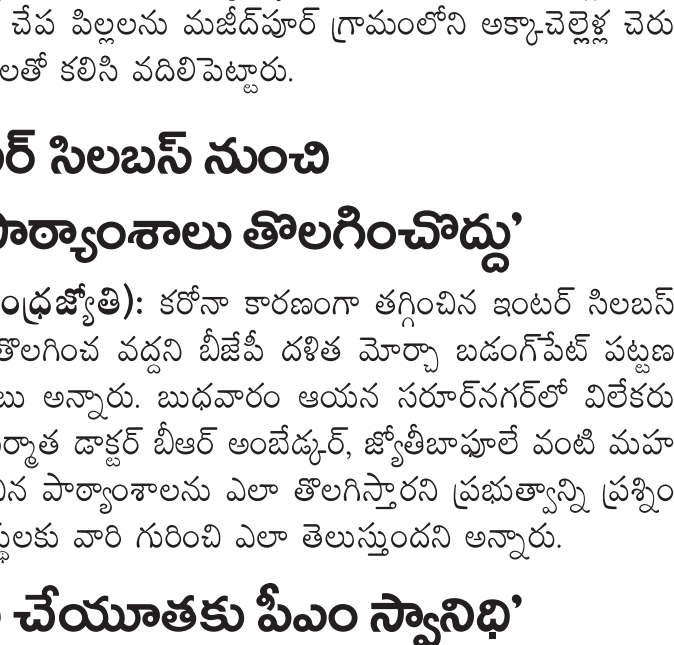 చేప పిల్లలను మజీద్‌పూర్ గ్రామంలోని అక్కాచెల్లెళ్ల చెరు
లతో కలిసి వదిలిపెట్టారు.
ర్ సిలబస్ నుంచి
పాఠ్యాంశాలు తొలగించొద్దు’
ంధ్రజ్యోతి): కరోనా కారణంగా తగ్గించిన ఇంటర్ సిలబస్
తొలగించ వద్దని బీజేపీ దళిత మోర్చా బడంగ్‌పేట్ పట్టణ
బు అన్నారు. బుధవారం ఆయన సరూర్‌నగర్‌లో విలేకరు
ర్మాత డాక్టర్ బీఆర్ అంబేడ్కర్, జ్యోతీబాఫూలే వంటి మహ
న పాఠ్యాంశాలను ఎలా తొలగిస్తారని ప్రభుత్వాన్ని ప్రశ్నిం
స్థలకు వారి గురించి ఎలా తెలుస్తుందని అన్నారు.
చేయూతకు పీఎం స్వానిధి’